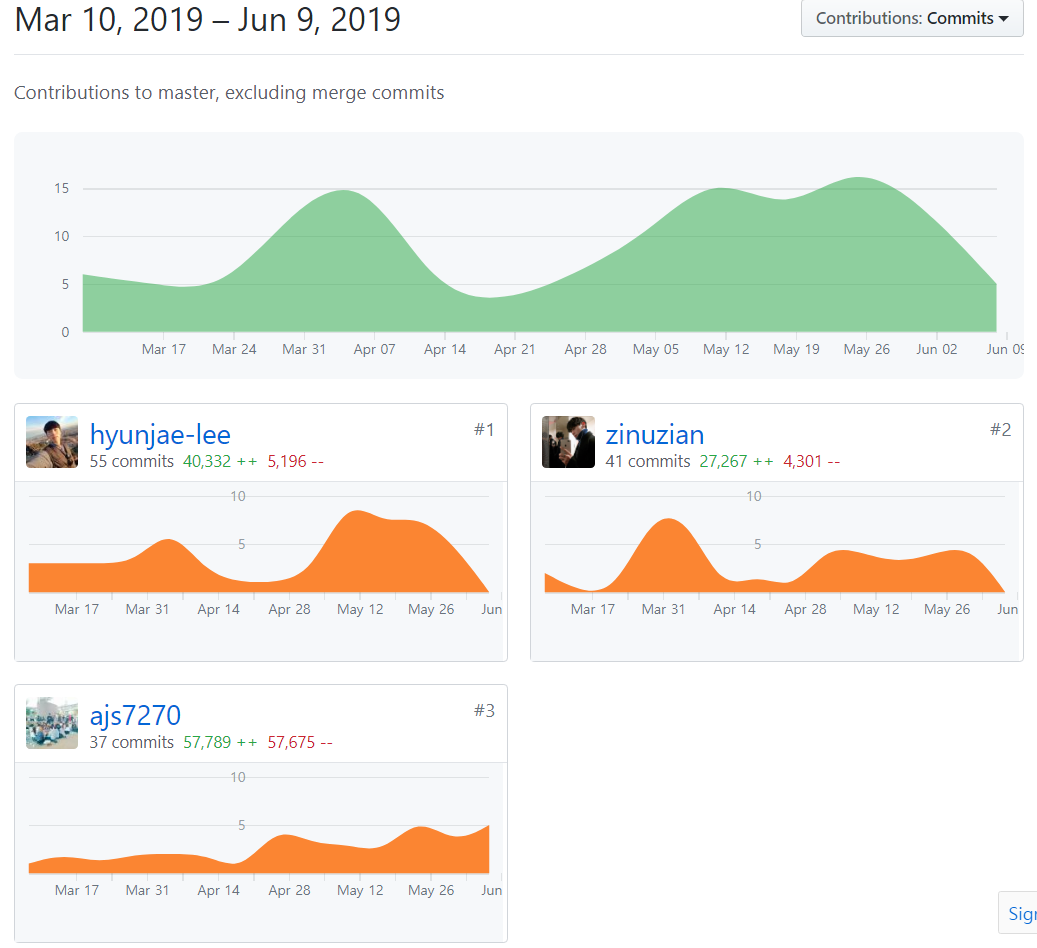 Mar 10, 2019 – Jun 9, 2019
Contributions: Commits
Contributions to master, excluding merge commits
15
10
5
0
Mar 17 Mar 24 Mar 31 Apr 07 Apr 14 Apr 21 Apr 28 May 05 May 12 May 19 May 26 Jun 02 Jun 09
hyunjae-lee #1
55 commits 40,332 ++ 5,196 --
10
5
Mar 17 Mar 31 Apr 14 Apr 28 May 12 May 26 Jun
zinuzian #2
41 commits 27,267 ++ 4,301 --
10
5
Mar 17 Mar 31 Apr 14 Apr 28 May 12 May 26 Jun
ajs7270 #3
37 commits 57,789 ++ 57,675 --
10
5
Mar 17 Mar 31 Apr 14 Apr 28 May 12 May 26 Jun